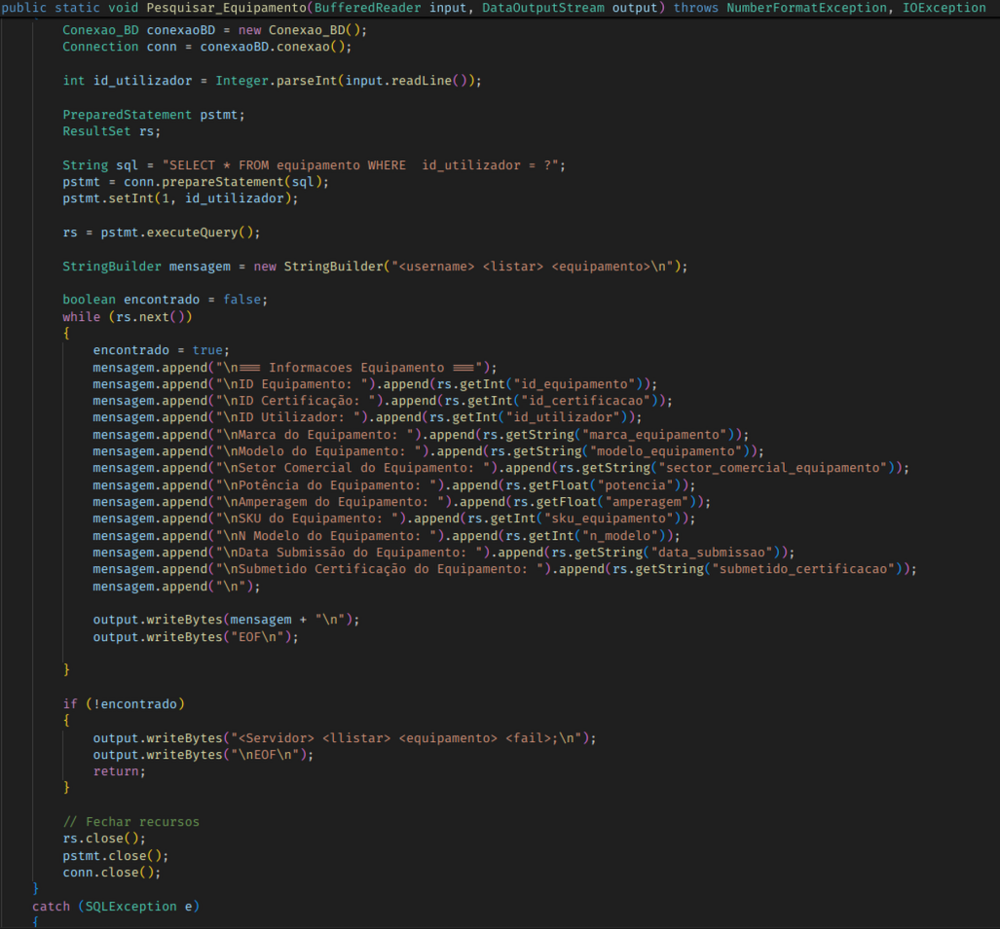 public static void Pesquisar_Equipamento(BufferedReader input, DataOutputStream output) throws NumberFormatException, IOException
Conexao_BD conexaoBD = new Conexao_BD();
Connection conn = conexaoBD.conexao();
int id_utilizador = Integer.parseInt(input.readLine());
PreparedStatement pstmt;
ResultSet rs;
String sql = "SELECT * FROM equipamento WHERE  id_utilizador = ?";
pstmt = conn.prepareStatement(sql);
pstmt.setInt(1, id_utilizador);
rs = pstmt.executeQuery();
StringBuilder mensagem = new StringBuilder("<username> <listar> <equipamento>\n");
boolean encontrado = false;
while (rs.next())
{
encontrado = true;
mensagem.append("\n=== Informacoes Equipamento ===");
mensagem.append("\nID Equipamento: ").append(rs.getInt("id_equipamento"));
mensagem.append("\nID Certificação: ").append(rs.getInt("id_certificacao"));
mensagem.append("\nID Utilizador: ").append(rs.getInt("id_utilizador"));
mensagem.append("\nMarca do Equipamento: ").append(rs.getString("marca_equipamento"));
mensagem.append("\nModelo do Equipamento: ").append(rs.getString("modelo_equipamento"));
mensagem.append("\nSetor Comercial do Equipamento: ").append(rs.getString("sector_comercial_equipamento"));
mensagem.append("\nPotência do Equipamento: ").append(rs.getFloat("potencia"));
mensagem.append("\nAmperagem do Equipamento: ").append(rs.getFloat("amperagem"));
mensagem.append("\nSKU do Equipamento: ").append(rs.getInt("sku_equipamento"));
mensagem.append("\nN Modelo do Equipamento: ").append(rs.getInt("n_modelo"));
mensagem.append("\nData Submissão do Equipamento: ").append(rs.getString("data_submissao"));
mensagem.append("\nSubmetido Certificação do Equipamento: ").append(rs.getString("submetido_certificacao"));
mensagem.append("\n");
output.writeBytes(mensagem + "\n");
output.writeBytes("EOF\n");
}
if (!encontrado)
{
output.writeBytes("<Servidor> <llistar> <equipamento> <fail>;\n");
output.writeBytes("\nEOF\n");
return;
}
// Fechar recursos
rs.close();
pstmt.close();
conn.close();
}
catch (SQLException e)
{